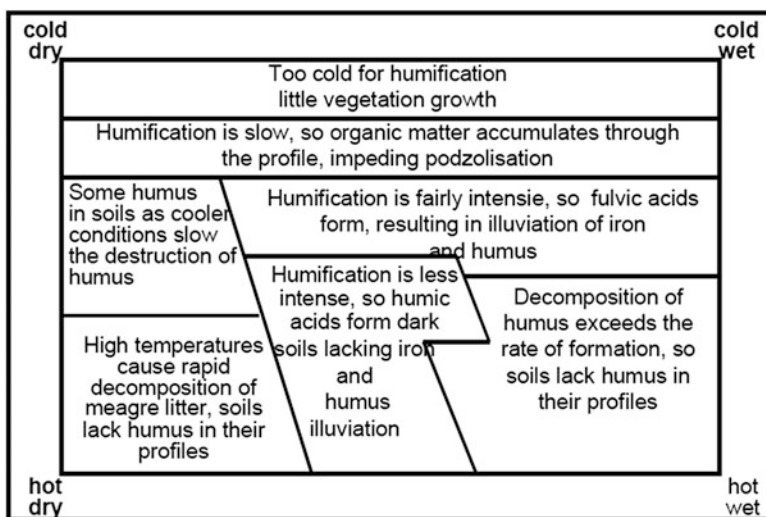 cold
dry
cold
wet
Too cold for humification
little vegetation growth
Humification is slow, so organic matter accumulates through
the profile, impeding podzolisation
Some humus
in soils as cooler
conditions slow
the destruction of
humus
Humification is fairly intensie, so fulvic acids
form, resulting in illuviation of iron
and humus
Humification is less
intense, so humic
acids form dark
soils lacking iron
and
humus
illuviation
Decomposition of
humus exceeds the
rate of formation, so
soils lack humus in
their profiles
High temperatures
cause rapid
decomposition of
meagre litter, soils
lack humus in their
profiles
hot
dry
hot
wet